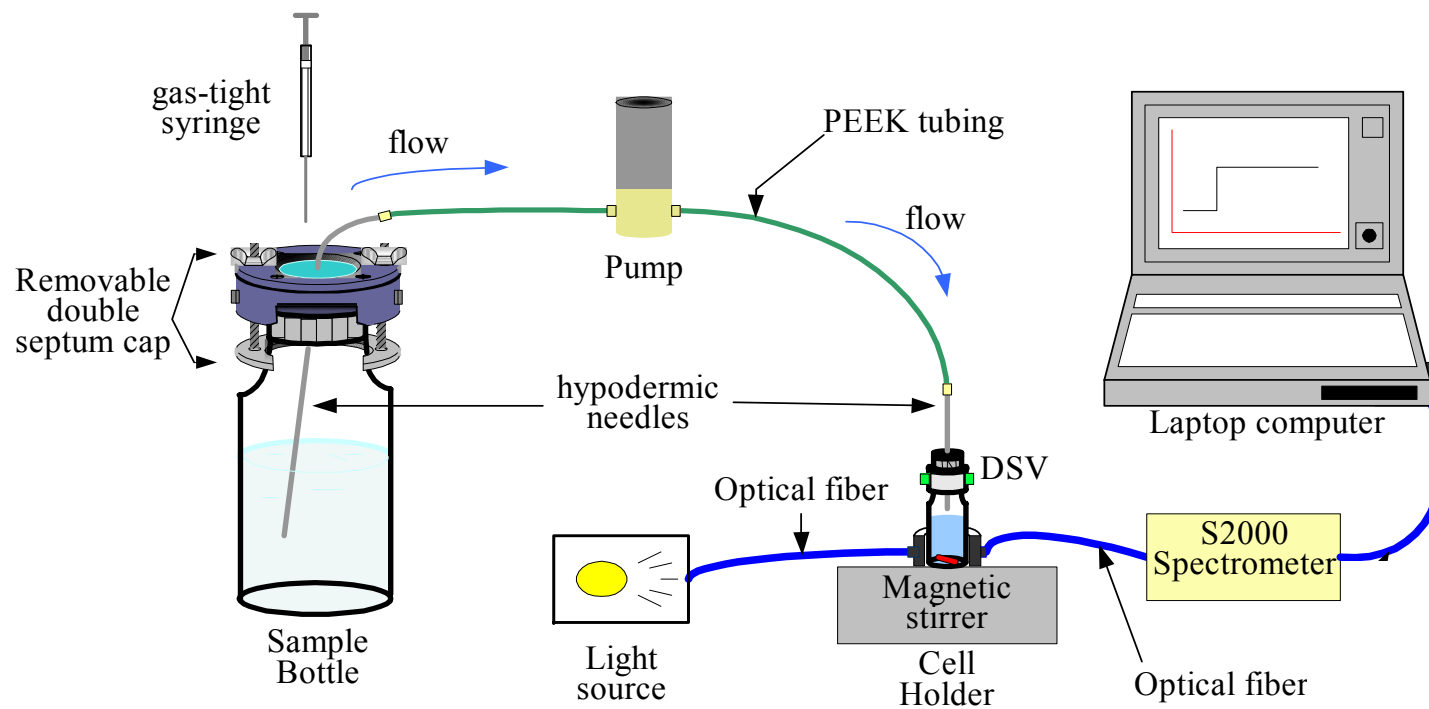 gas-tight
syringe
flow
PEEK tubing
flow
Pump
Removable
double
septum cap
hypodermic
needles
Laptop computer
DSV
Optical fiber
S2000
Spectrometer
Magnetic
stirrer
Sample
Bottle
Light
source
Cell
Holder
Optical fiber